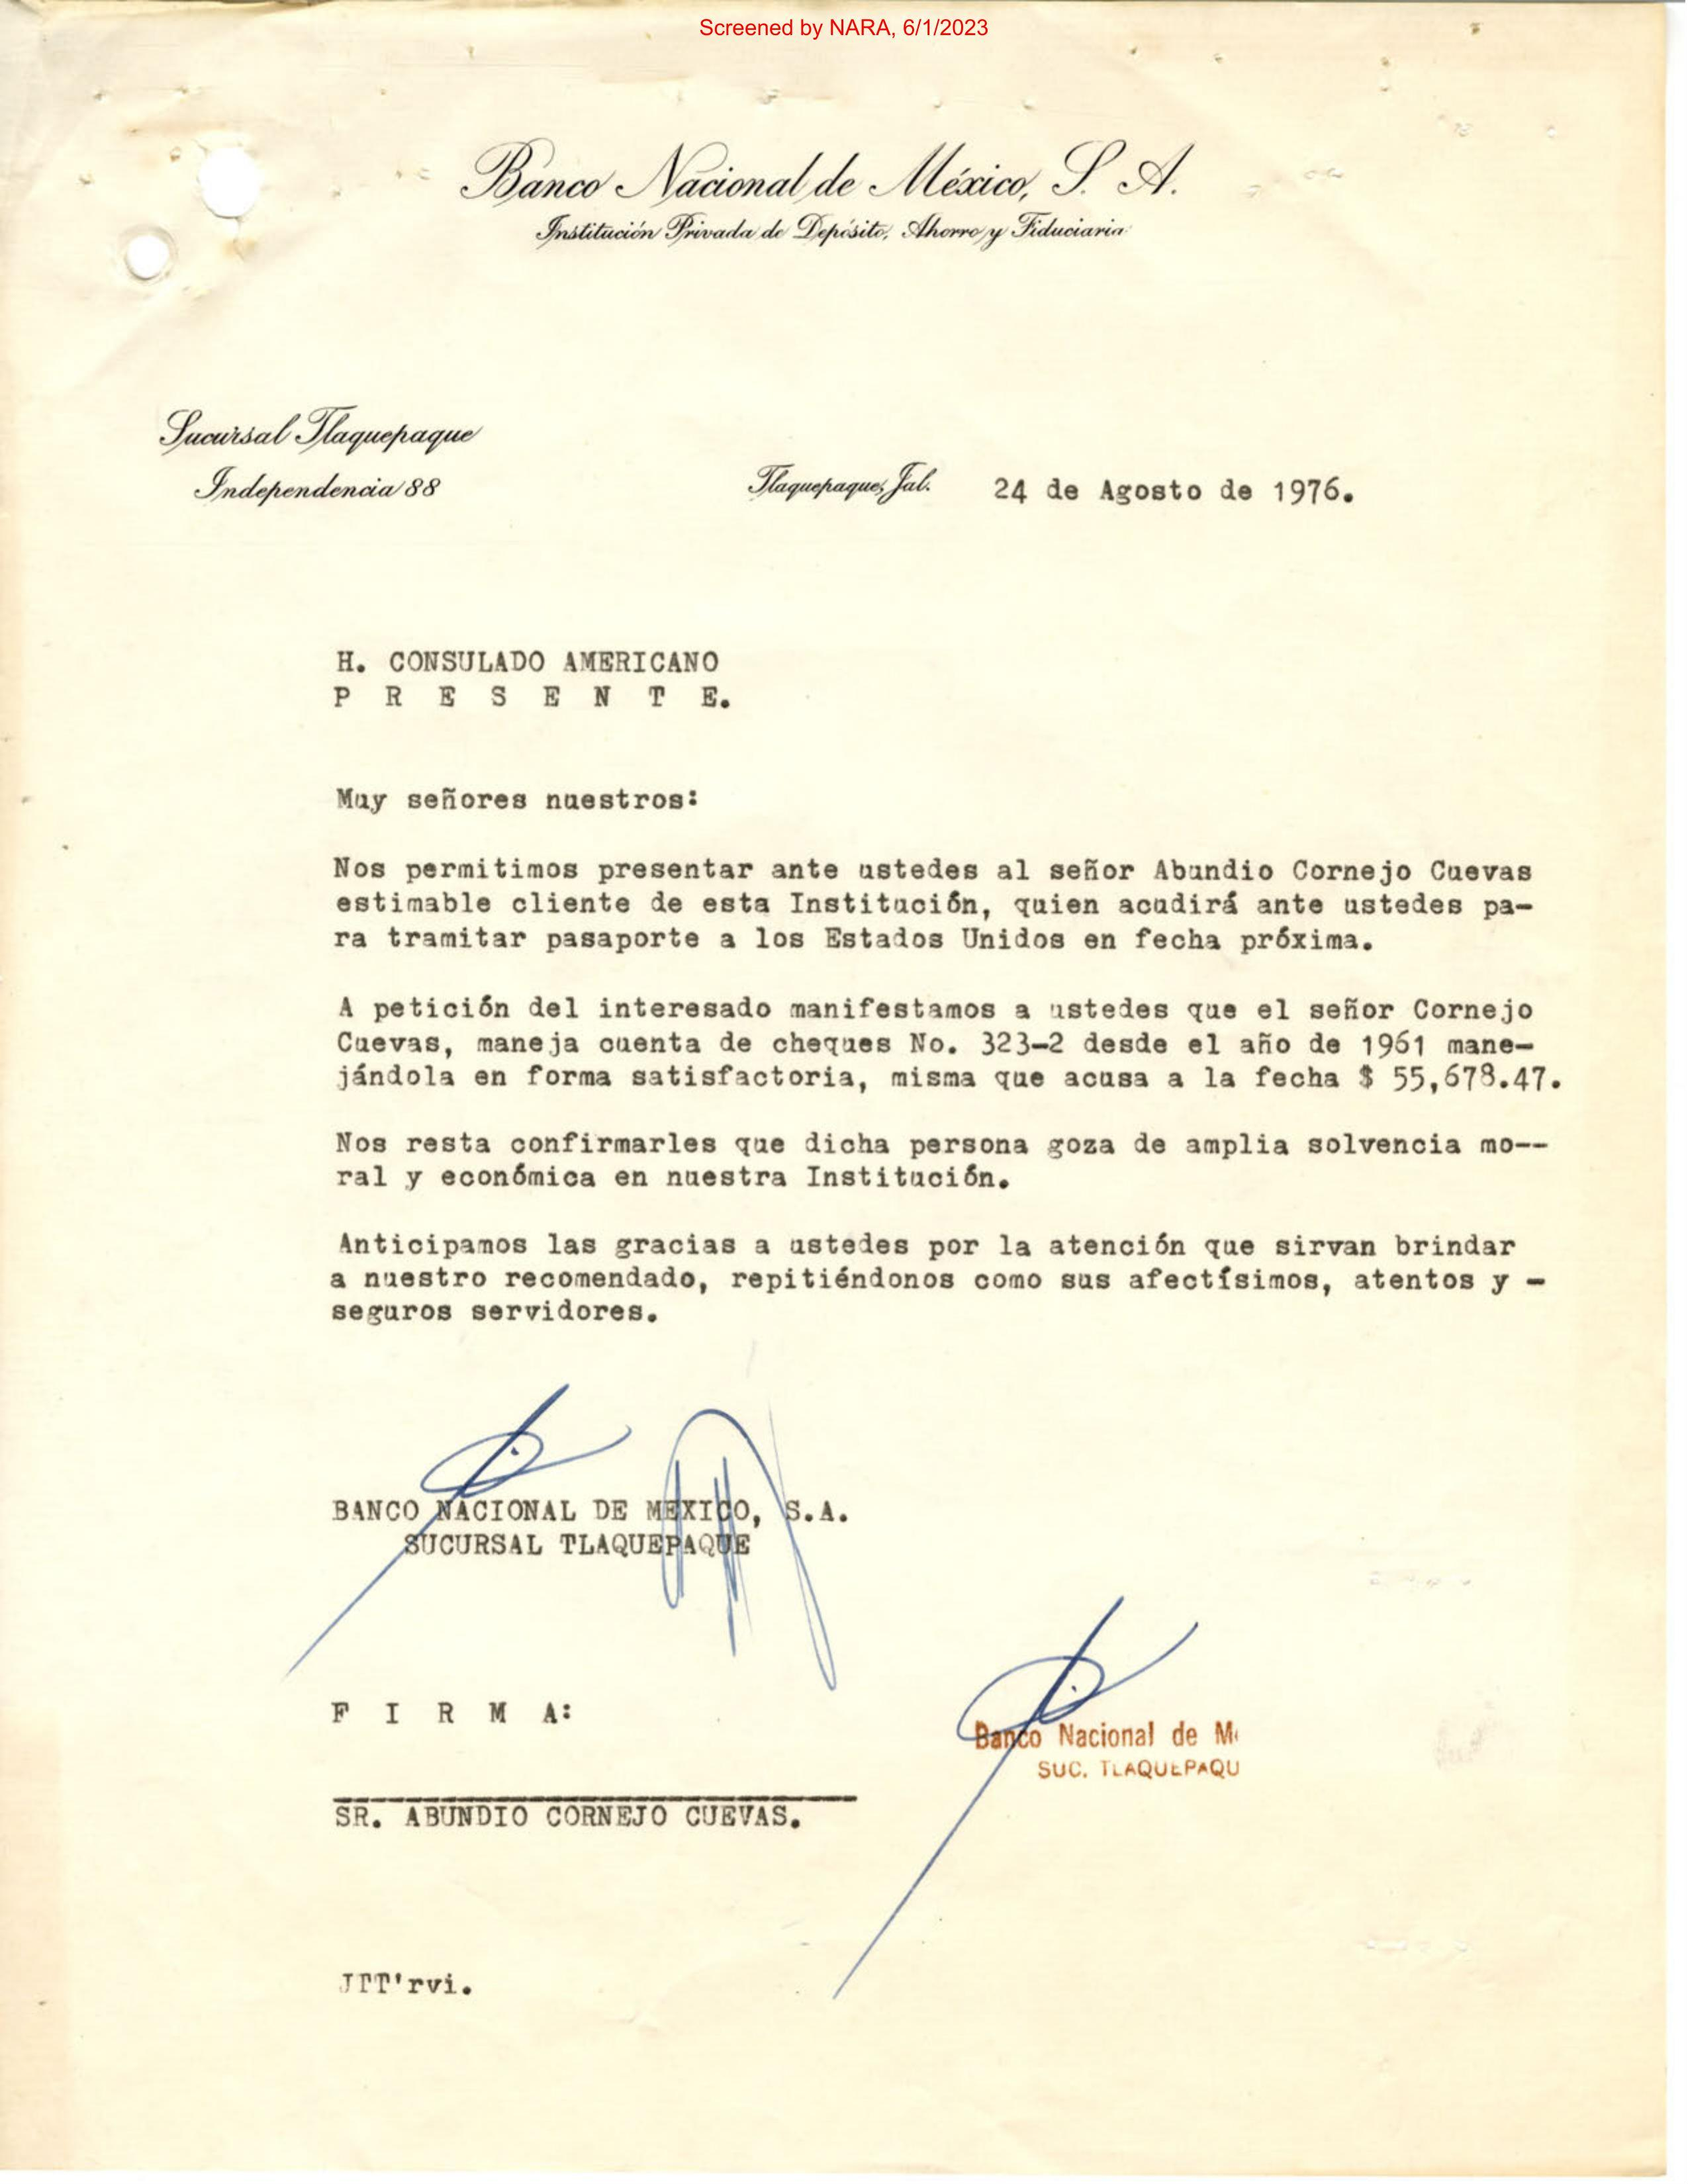 Screened by NARA, 6/1/2023
Banco Nacional de México, S. A.
Institución Privada de Depósito, Ahorro y Fiduciaria
Sucursal Tlaquepaque
Independencia 88
Tlaquepaque, Jal. 24 de Agosto de 1976.
H. CONSULADO AMERICANO
P R E S E N T E.
Muy señores nuestros:
Nos permitimos presentar ante ustedes al señor Abundio Cornejo Cuevas
estimable cliente de esta Institución, quien acudirá ante ustedes pa-
ra tramitar pasaporte a los Estados Unidos en fecha próxima.
A petición del interesado manifestamos a ustedes que el señor Cornejo
Cuevas, maneja cuenta de cheques No. 323-2 desde el año de 1961 mane-
jándola en forma satisfactoria, misma que acusa a la fecha $ 55,678.47.
Nos resta confirmarles que dicha persona goza de amplia solvencia mo--
ral y económica en nuestra Institución.
Anticipamos las gracias a ustedes por la atención que sirvan brindar
a nuestro recomendado, repitiéndonos como sus afectísimos, atentos y -
seguros servidores.
BANCO NACIONAL DE MEXICO, S.A.
SUCURSAL TLAQUEPAQUE
F I R M A:
Banco Nacional de M
SUC. TLAQUEPAQU
SR. ABUNDIO CORNEJO CUEVAS.
JTT'rvi.